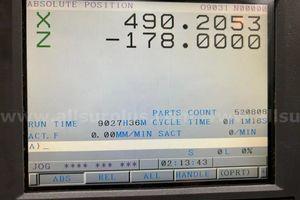 ABSOLUTE POSITION O9031 N00000
X 490.2053
Z -178.0000
PARTS COUNT 520808
RUN TIME 9027H36M CYCLE TIME 0H 1M16S
ACT.F 0.00MM/MIN SACT 0/MIN
A)
S 0L 0%
JOG **** *** ***
02:13:43
ABS REL ALL HANDLE (OPRT)